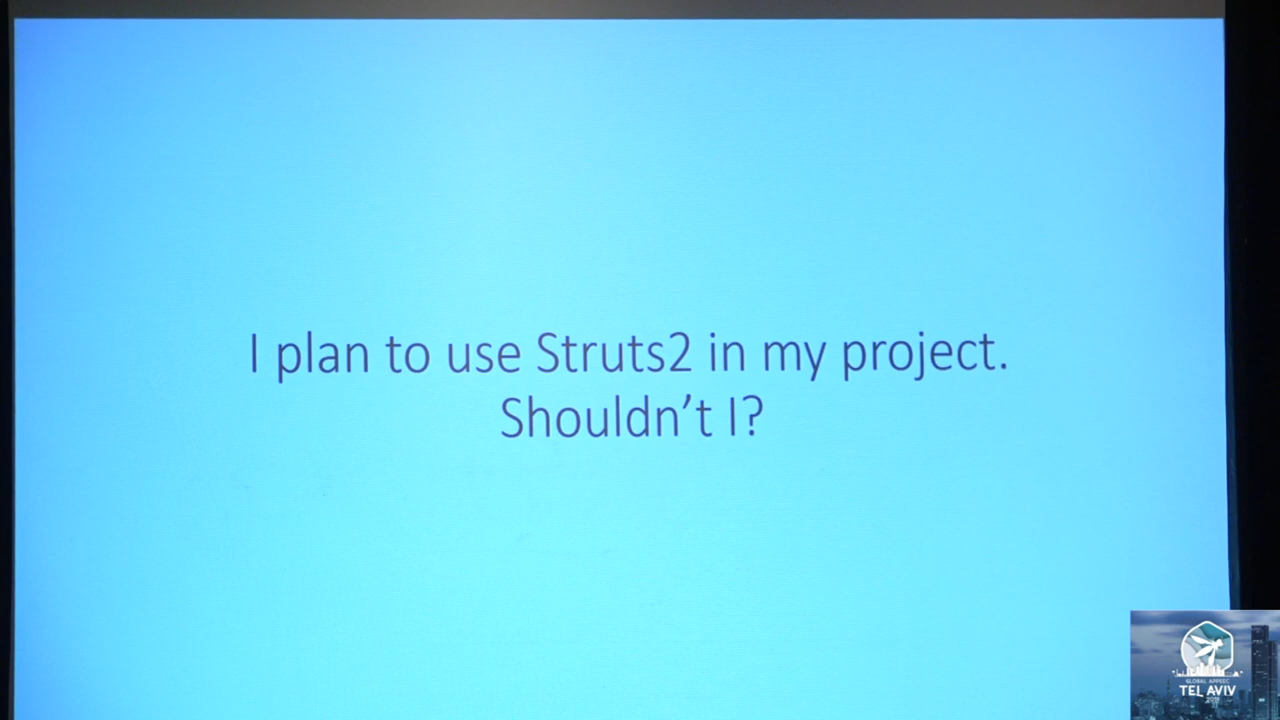 I plan to use Struts2 in my project.
Shouldn't I?
GLOBAL APPSEC
TEL AVIV